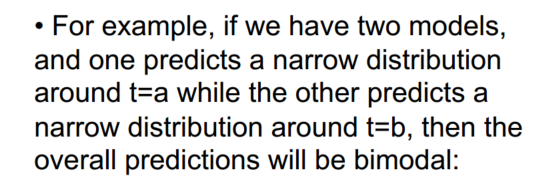 • For example, if we have two models,
and one predicts a narrow distribution
around t=a while the other predicts a
narrow distribution around t=b, then the
overall predictions will be bimodal: